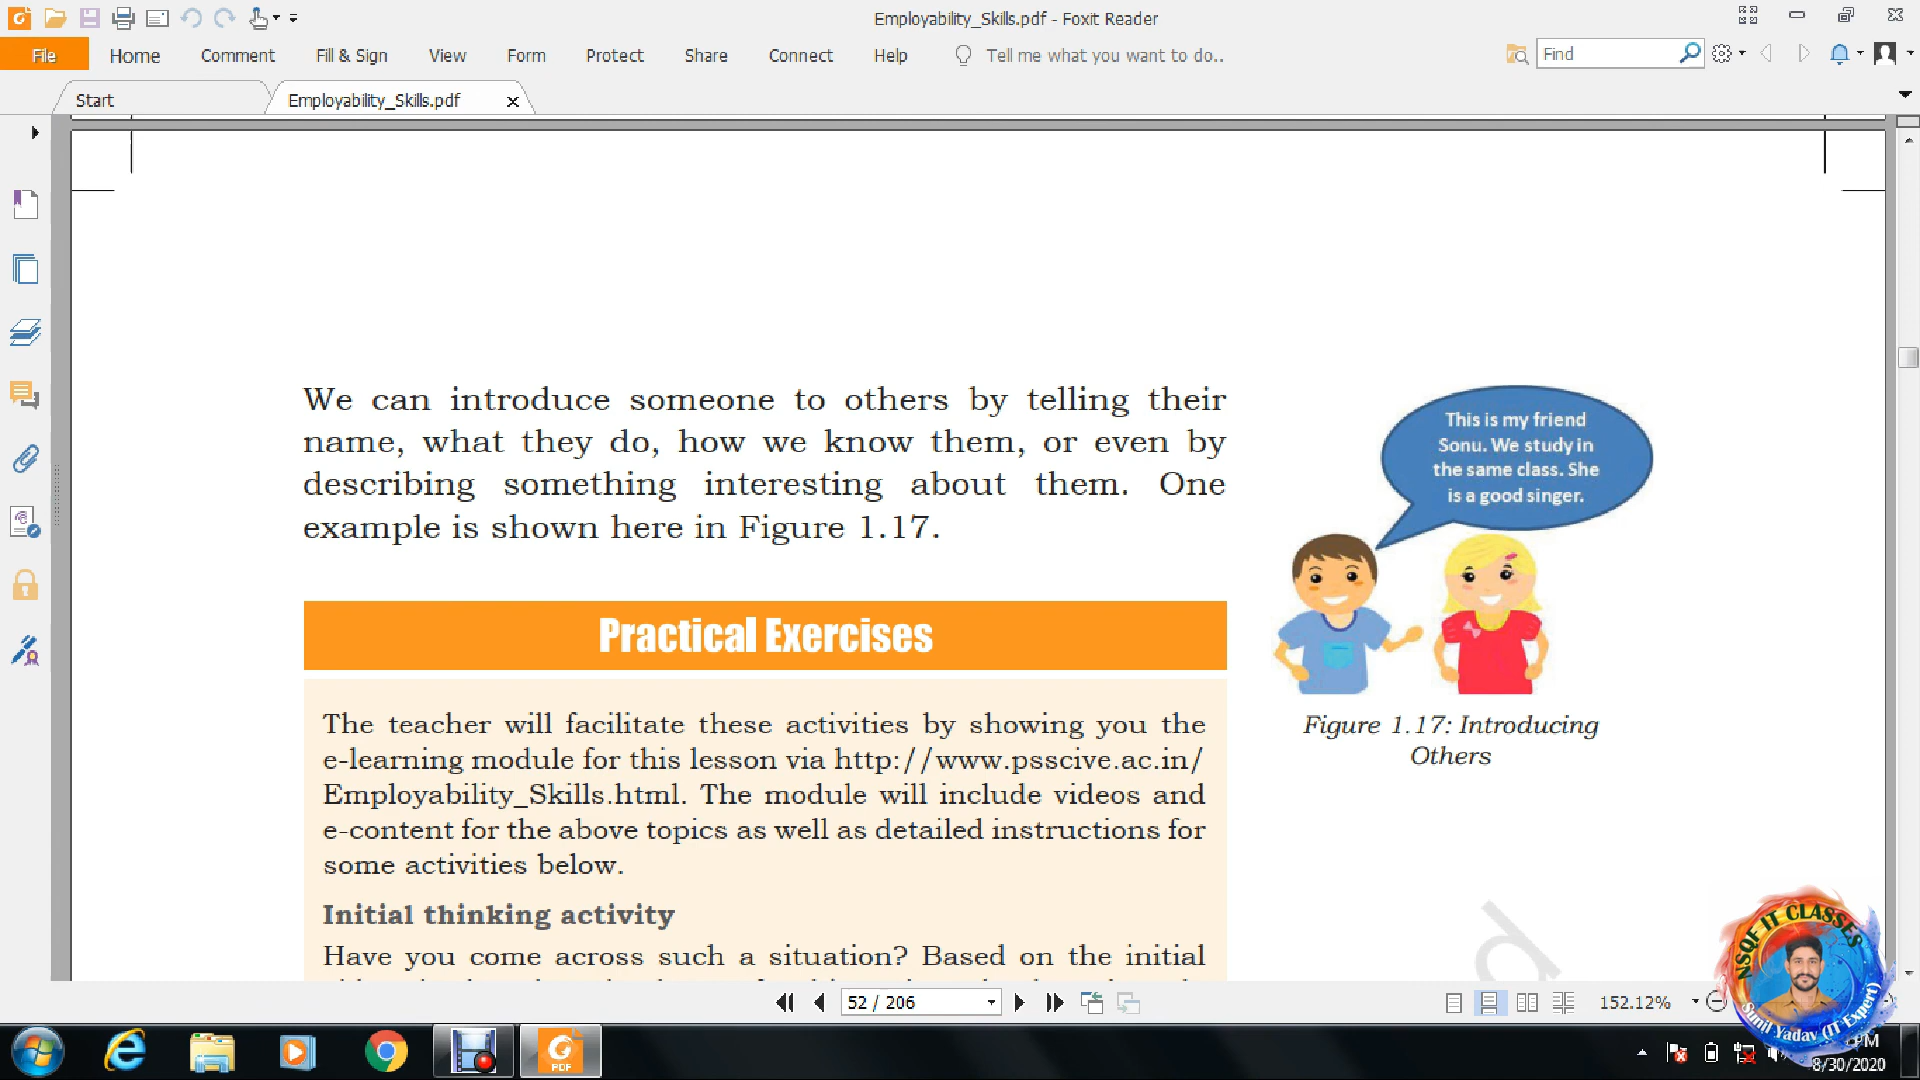 Employability_Skills.pdf - Foxit Reader
File
Home
Comment
Fill & Sign
View
Form
Protect
Share
Connect
Help
Tell me what you want to do..
Find
Start
Employability_Skills.pdf
We can introduce someone to others by telling their
name, what they do, how we know them, or even by
describing something interesting about them. One
example is shown here in Figure 1.17.
This is my friend
Sonu. We study in
the same class. She
is a good singer.
Figure 1.17: Introducing
Others
Practical Exercises
The teacher will facilitate these activities by showing you the
e-learning module for this lesson via http://www.psscive.ac.in/
Employability_Skills.html. The module will include videos and
e-content for the above topics as well as detailed instructions for
some activities below.
Initial thinking activity
Have you come across such a situation? Based on the initial
d
NSQF IT CLASSES
Sunil Yadav (IT Expert)
52 / 206
152.12%
PDF
PM
8/30/2020